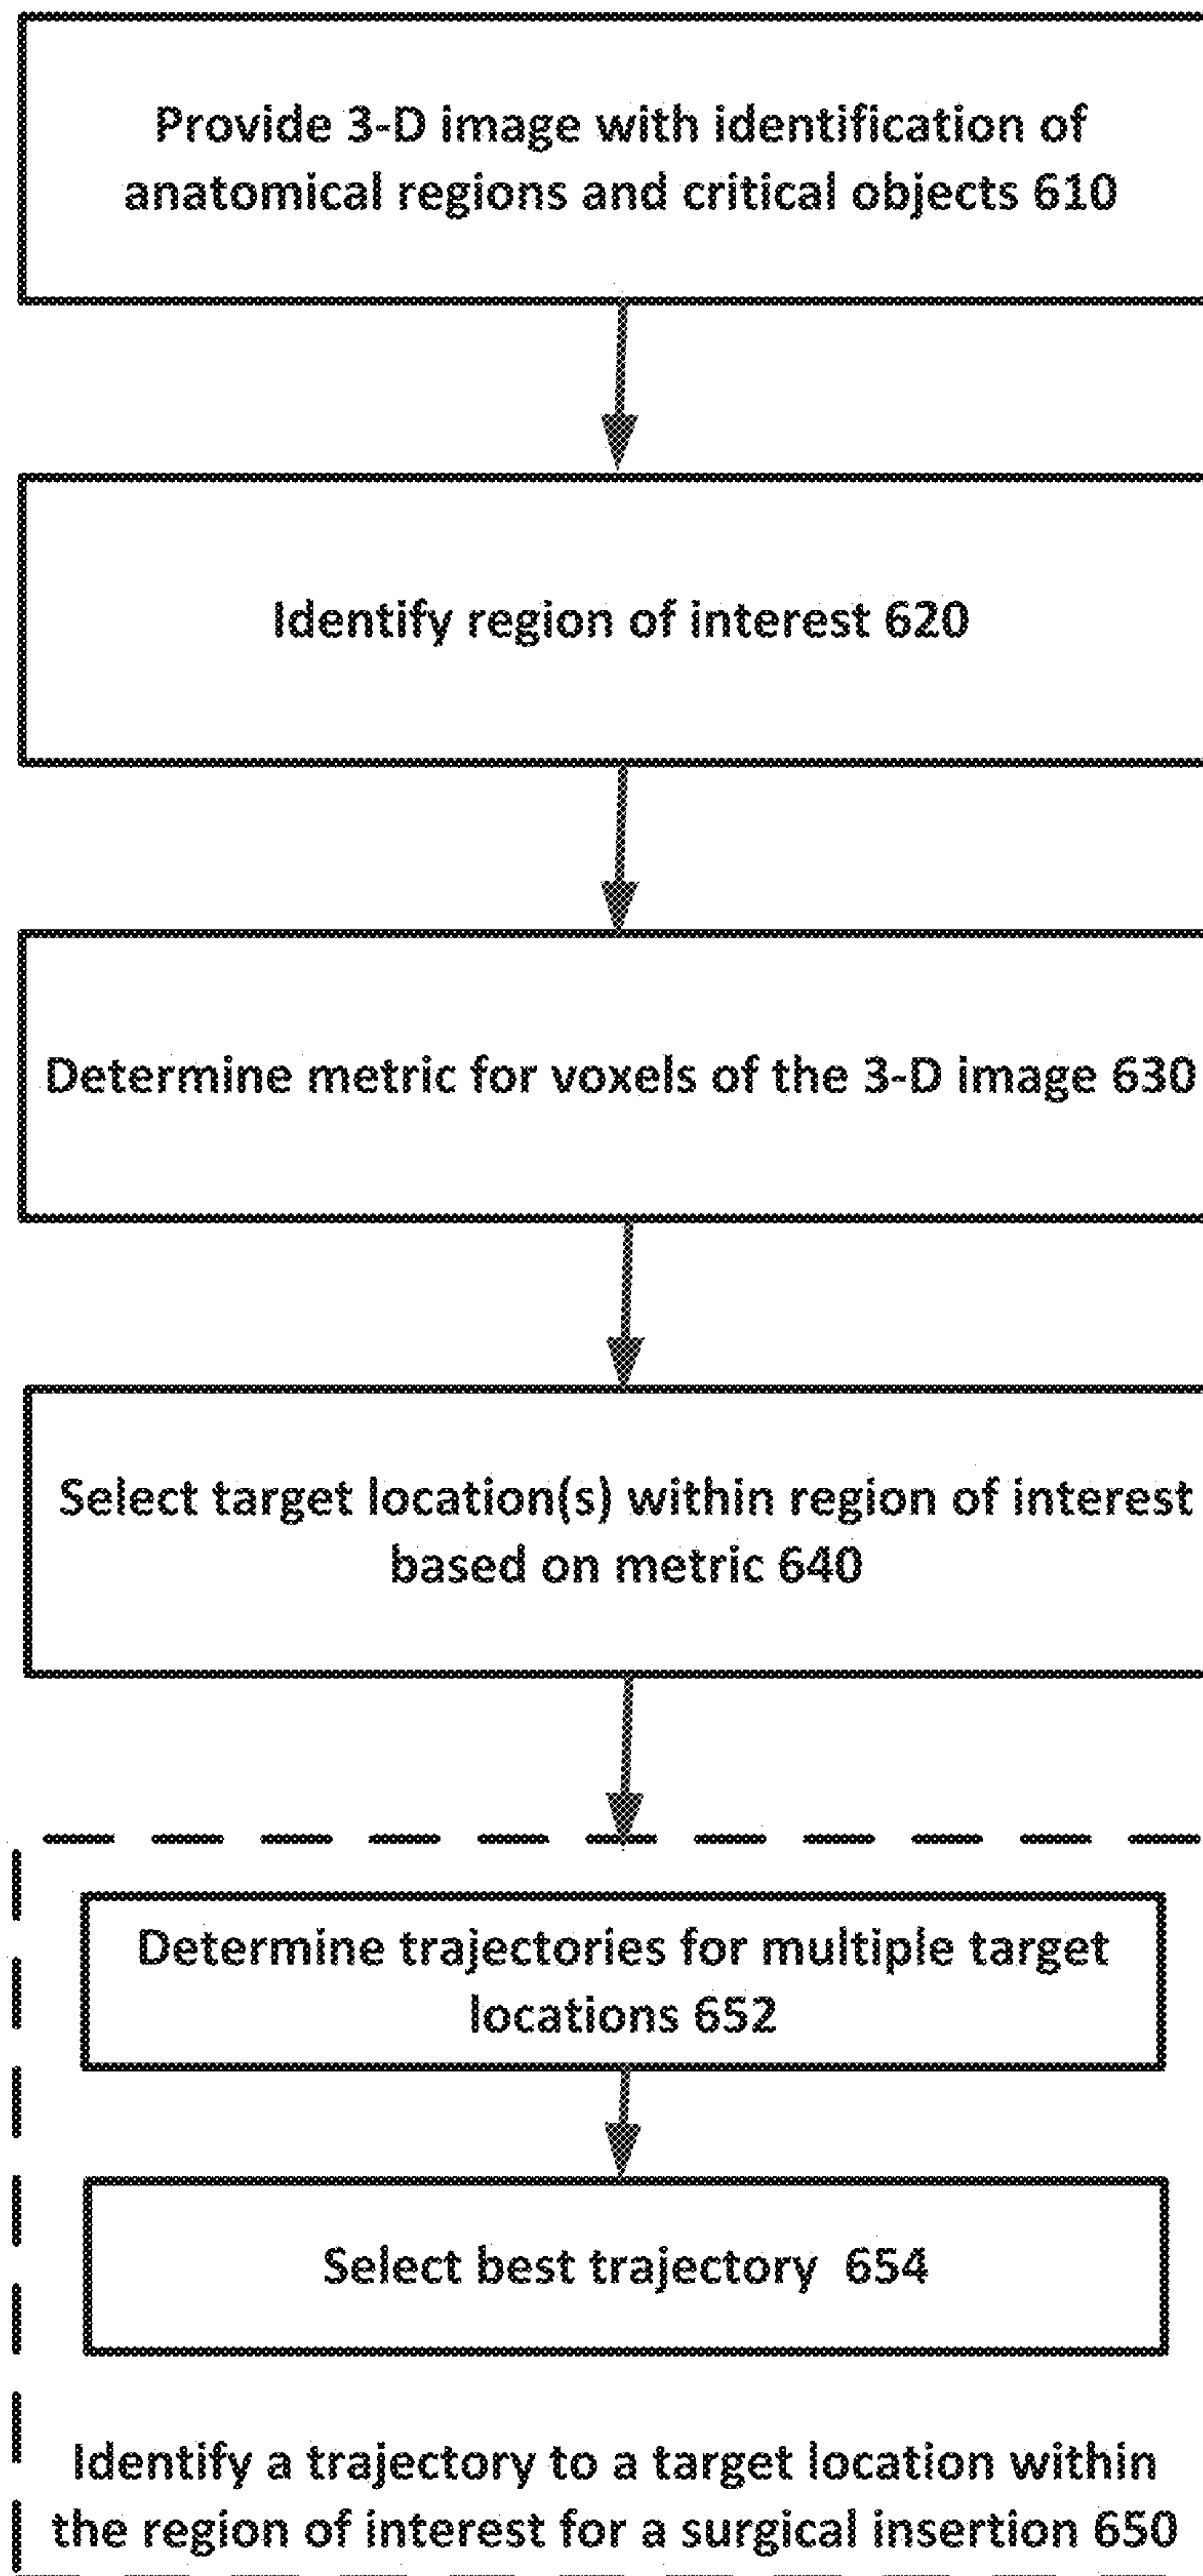 Provide 3-D image with identification of
anatomical regions and critical objects 610
Identify region of interest 620
Determine metric for voxels of the 3-D image 630
Select target location(s) within region of interest
based on metric 640
Determine trajectories for multiple target
locations 652
Select best trajectory 654
Identify a trajectory to a target location within
the region of interest for a surgical insertion 650